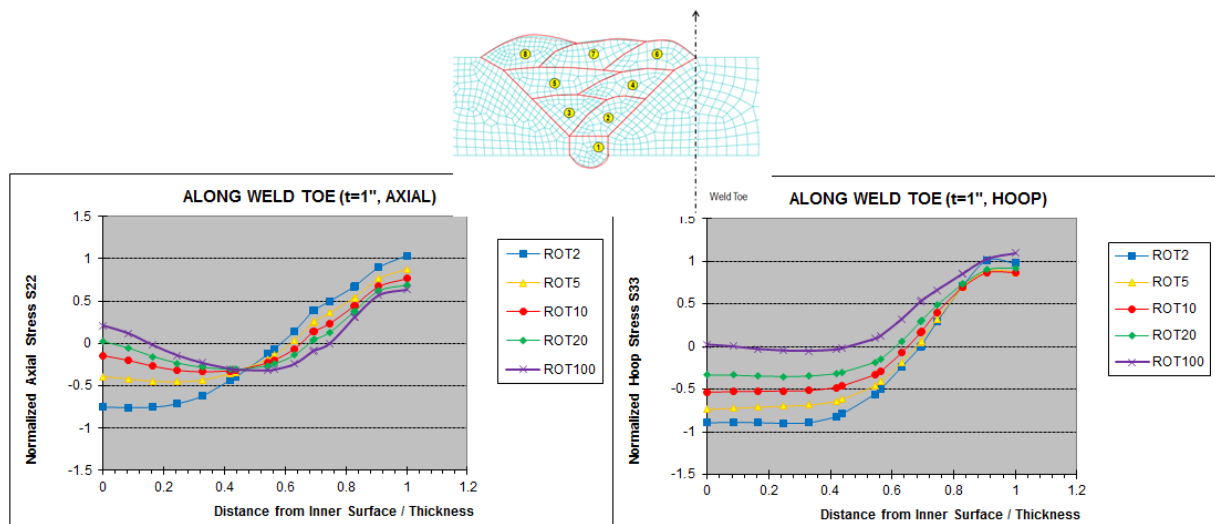 8
7
6
5
4
3
2
1
Weld Toe
ALONG WELD TOE (t=1", AXIAL)
Normalized Axial Stress S22
1.5
1
0.5
0
-0.5
-1
-1.5
0 0.2 0.4 0.6 0.8 1 1.2
Distance from Inner Surface / Thickness
ROT2
ROT5
ROT10
ROT20
ROT100
ALONG WELD TOE (t=1", HOOP)
Normalized Hoop Stress S33
1.5
1
0.5
0
-0.5
-1
-1.5
0 0.2 0.4 0.6 0.8 1 1.2
Distance from Inner Surface / Thickness
ROT2
ROT5
ROT10
ROT20
ROT100